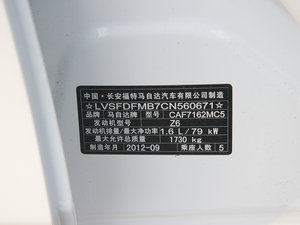 中国·长安福特马自达汽车有限公司制造
☆LVSFDFMB7CN560671☆
品牌 马自达牌 型号 CAF7162MC5
发动机型号 Z6
发动机排量/最大净功率 1.6 L/79 kW
最大允许总质量 1730 kg
制造年月 2012-09 乘座人数 5